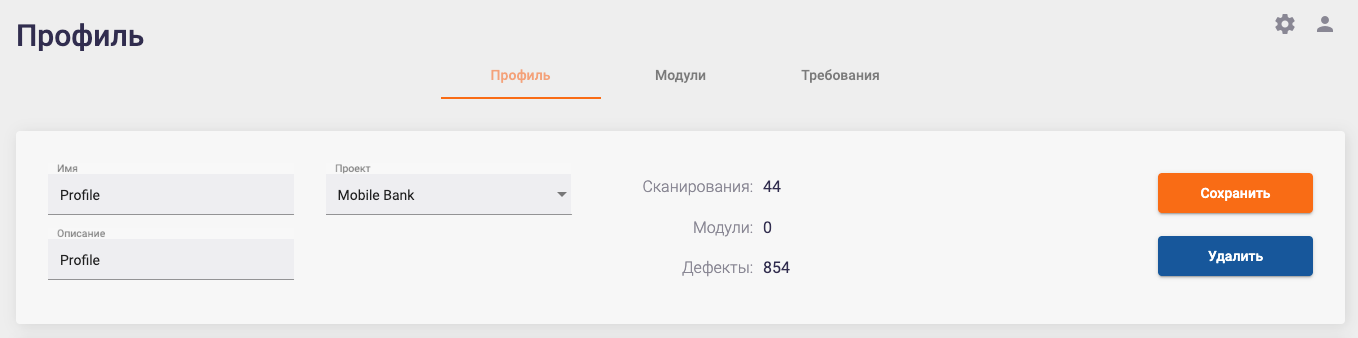 Профиль
Профиль Модули Требования
Имя
Profile
Проект
Mobile Bank
Описание
Profile
Сканирования: 44
Модули: 0
Дефекты: 854
Сохранить
Удалить